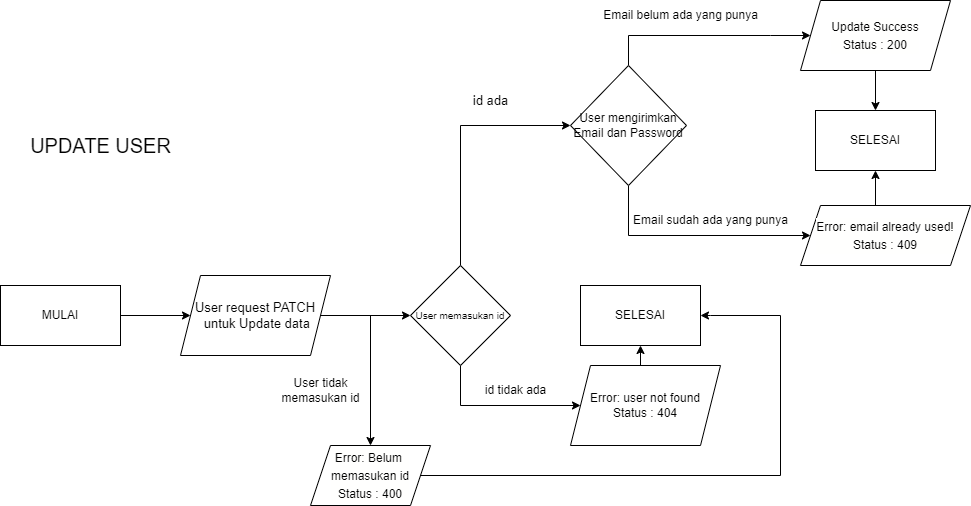 UPDATE USER
MULAI
User request PATCH
untuk Update data
User tidak
memasukan id
Error: Belum
memasukan id
Status : 400
User memasukan id
id ada
id tidak ada
Error: user not found
Status : 404
SELESAI
User mengirimkan
Email dan Password
Email belum ada yang punya
Update Success
Status : 200
SELESAI
Email sudah ada yang punya
Error: email already used!
Status : 409